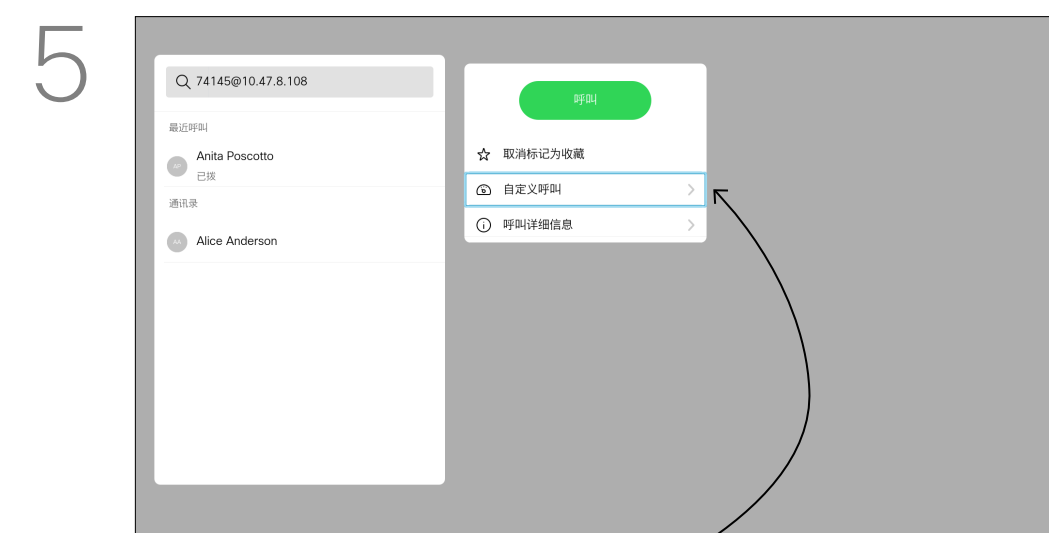 5
74145@10.47.8.108
最近呼叫
AP
Anita Poscotto
已拨
通讯录
AA
Alice Anderson
呼叫
取消标记为收藏
自定义呼叫
呼叫详细信息